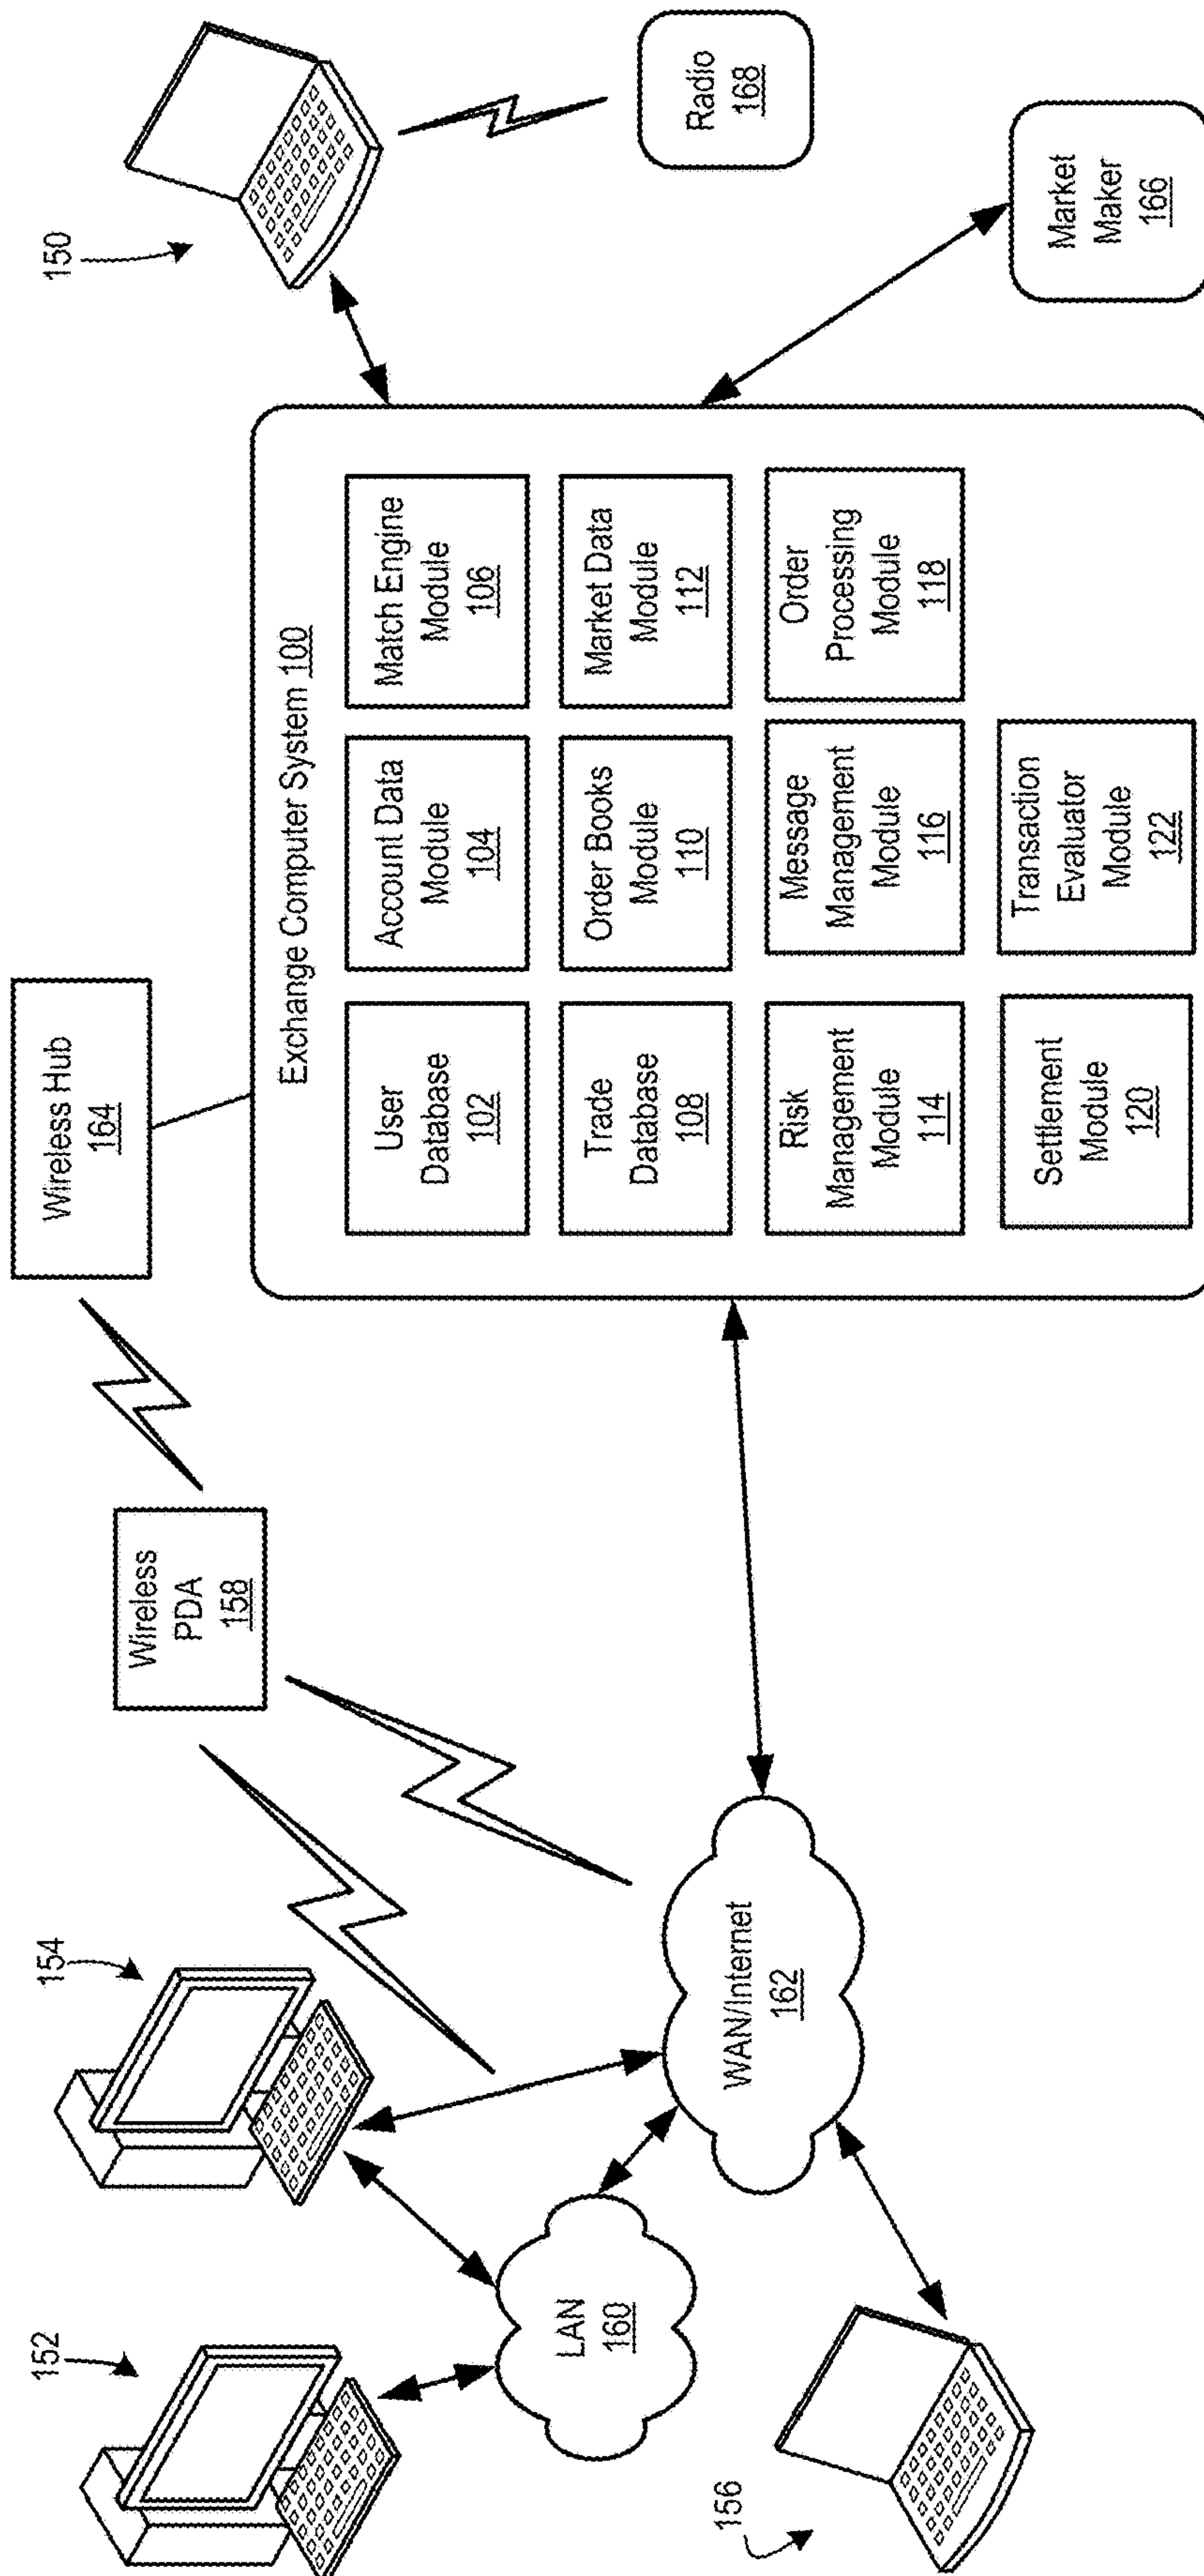 152
154
Wireless
PDA
158
Wireless Hub
164
150
LAN
160
WAN/Internet
162
156
Exchange Computer System 100
User
Database
102
Account Data
Module
104
Match Engine
Module
106
Trade
Database
108
Order Books
Module
110
Market Data
Module
112
Risk
Management
Module
114
Message
Management
Module
116
Order
Processing
Module
118
Settlement
Module
120
Transaction
Evaluator
Module
122
Radio
168
Market
Maker
166